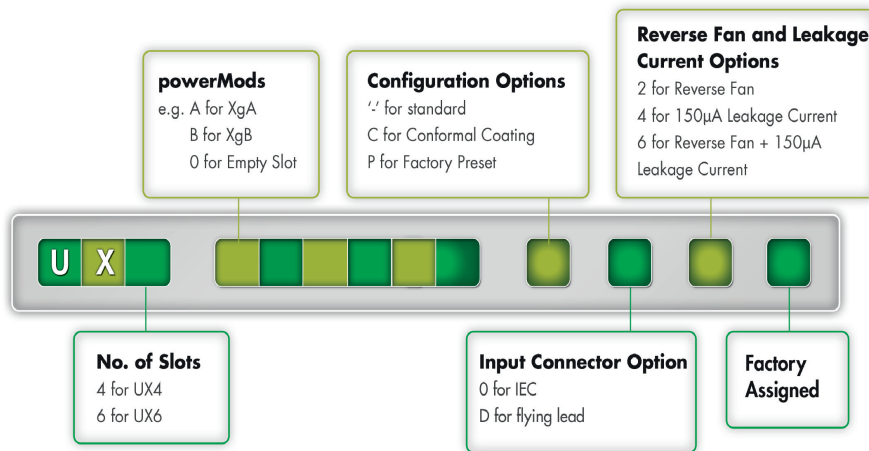 powerMods
e.g. A for XgA
B for XgB
0 for Empty Slot
Configuration Options
‘-’ for standard
C for Conformal Coating
P for Factory Preset
Reverse Fan and Leakage
Current Options
2 for Reverse Fan
4 for 150µA Leakage Current
6 for Reverse Fan + 150µA
Leakage Current
U X
No. of Slots
4 for UX4
6 for UX6
Input Connector Option
0 for IEC
D for flying lead
Factory
Assigned